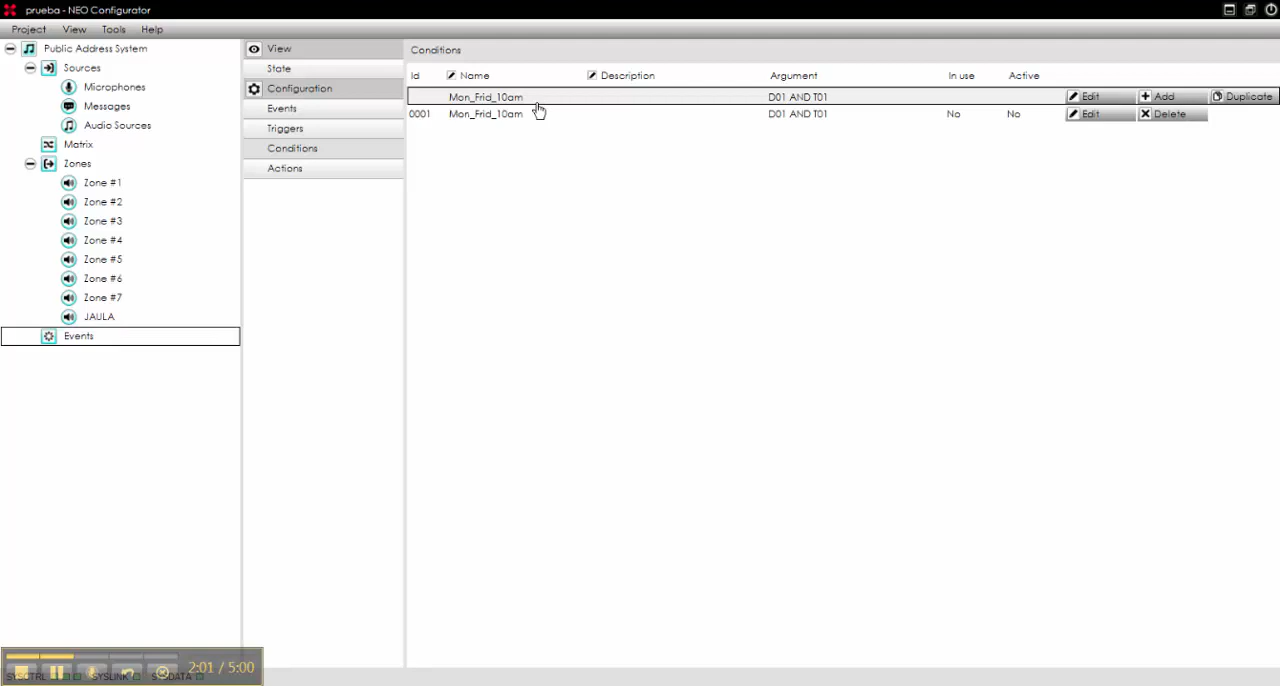 prueba - NEO Configurator
Project View Tools Help
Public Address System
Sources
Microphones
Messages
Audio Sources
Matrix
Zones
Zone #1
Zone #2
Zone #3
Zone #4
Zone #5
Zone #6
Zone #7
JAULA
Events
View
State
Configuration
Events
Triggers
Conditions
Actions
Conditions
Id Name Description Argument In use Active
Mon_Frid_10am D01 AND T01 Edit Add Duplicate
0001 Mon_Frid_10am D01 AND T01 No No Edit Delete
2:01 / 5:00
SYSCTRL SYSLINK SYSDATA